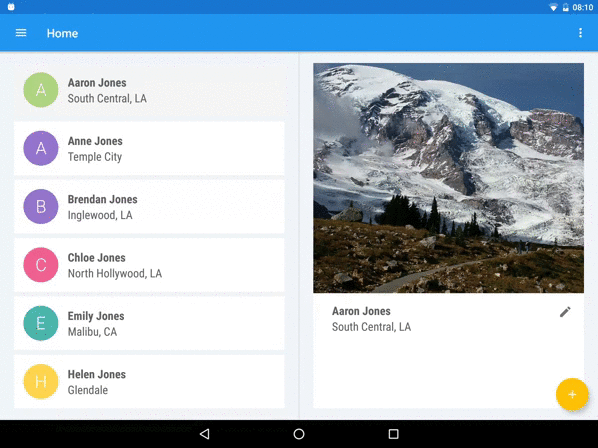 08:10
Home
A
Aaron Jones
South Central, LA
A
Anne Jones
Temple City
B
Brendan Jones
Inglewood, LA
C
Chloe Jones
North Hollywood, LA
E
Emily Jones
Malibu, CA
H
Helen Jones
Glendale
Aaron Jones
South Central, LA